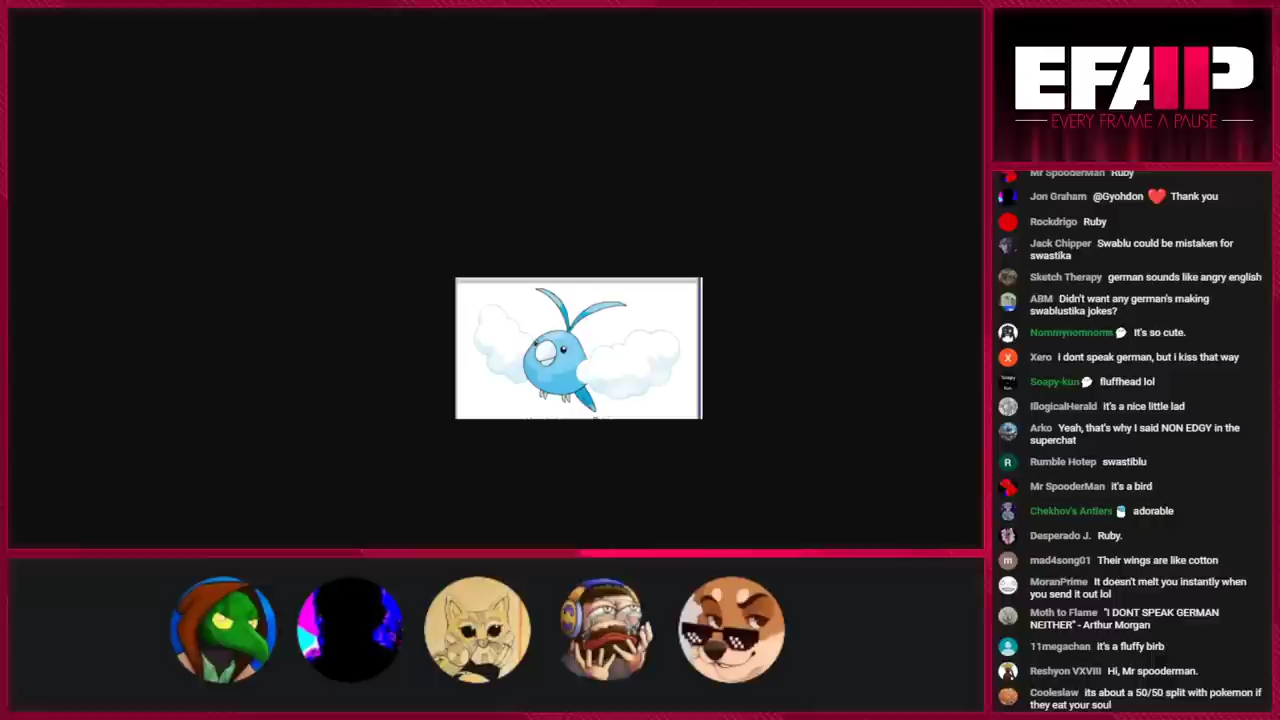 EFAP
EVERY FRAME A PAUSE
Mr SpooderMan Ruby
Jon Graham @Gyohdon ❤️ Thank you
Rockdrigo Ruby
Jack Chipper Swablu could be mistaken for
swastika
Sketch Therapy german sounds like angry english
ABM Didn't want any german's making
swablustika jokes?
Nommynomnoms It's so cute.
Xero i dont speak german, but i kiss that way
Soapy-kun fluffhead lol
IllogicalHerald it's a nice little lad
Arko Yeah, that's why I said NON EDGY in the
superchat
R Rumble Hotep swastiblu
Mr SpooderMan it's a bird
Chekhov's Antlers adorable
Desperado J. Ruby.
m mad4song01 Their wings are like cotton
MoranPrime It doesn't melt you instantly when
you send it out lol
Moth to Flame "I DONT SPEAK GERMAN
NEITHER" - Arthur Morgan
11megachan it's a fluffy birb
Reshyon VXVIII Hi, Mr spooderman.
Cooleslaw its about a 50/50 split with pokemon if
they eat your soul